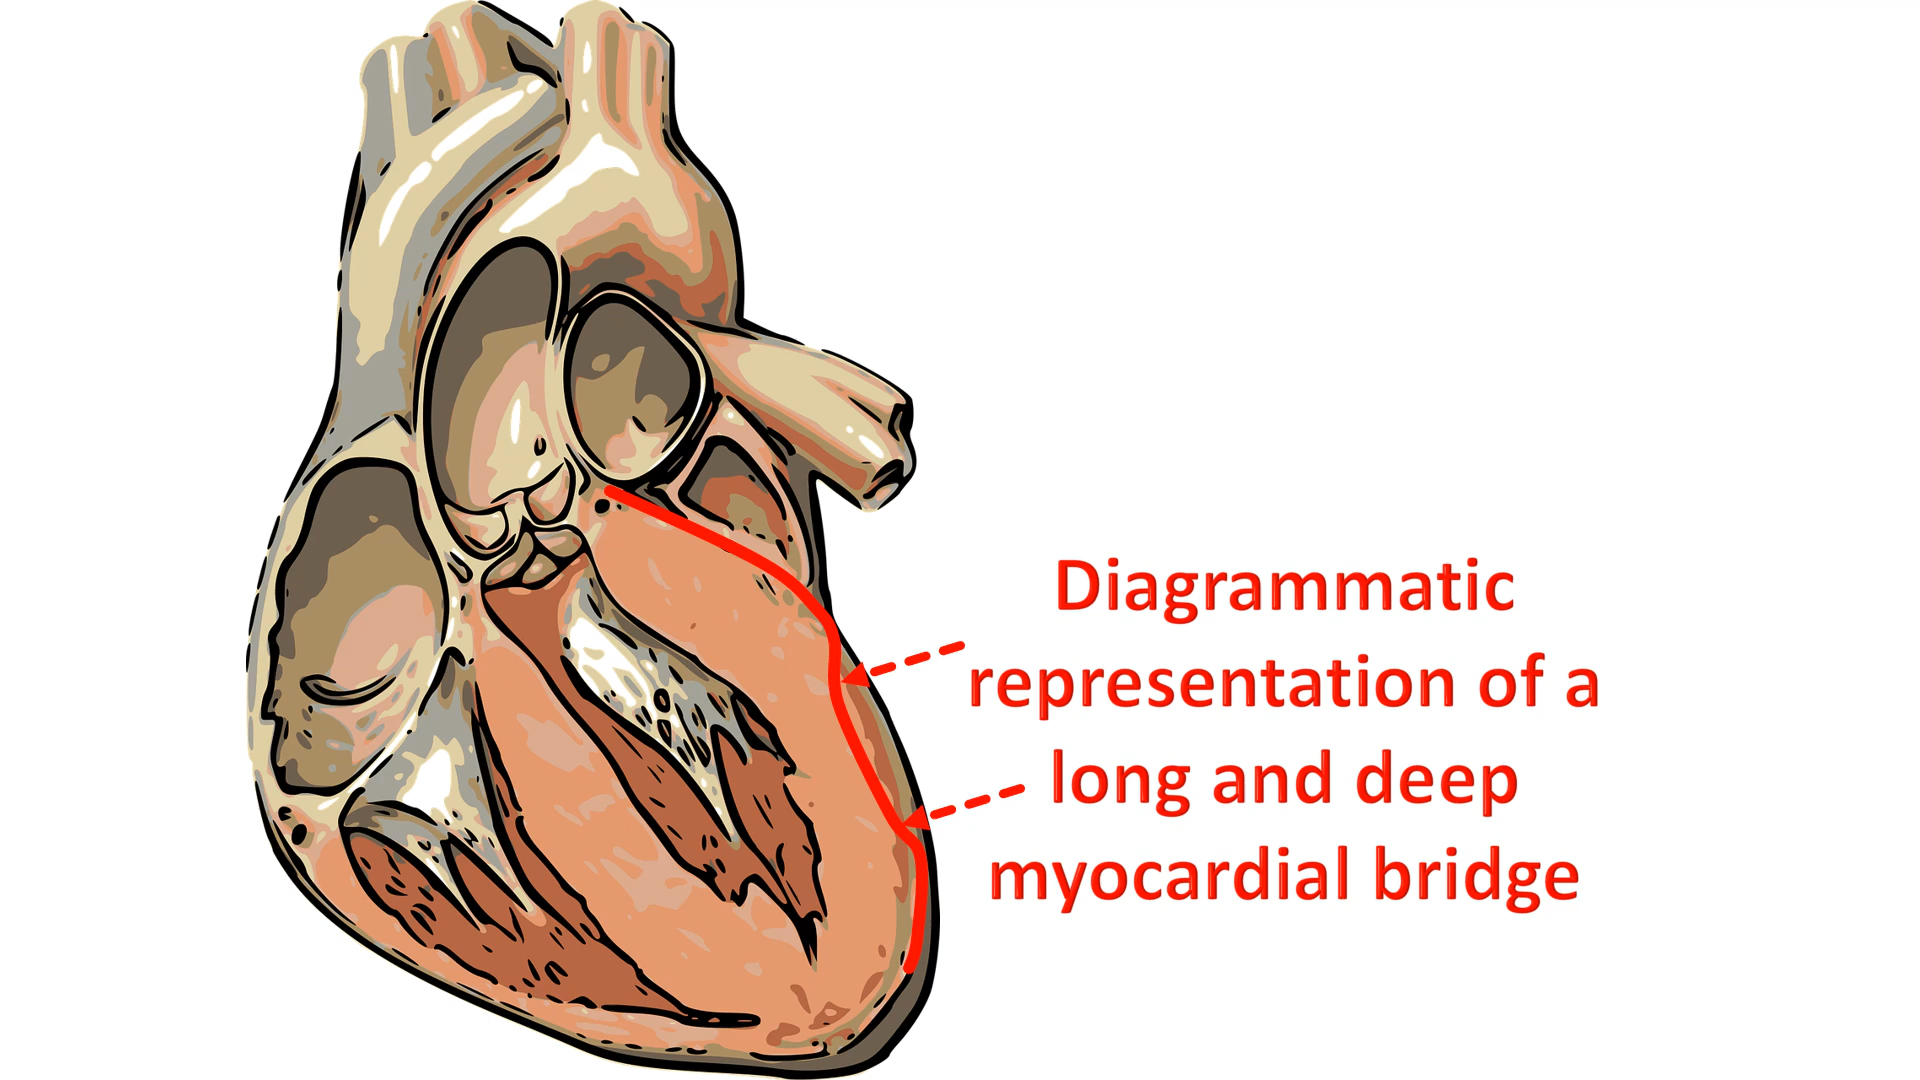 Diagrammatic
representation of a
long and deep
myocardial bridge